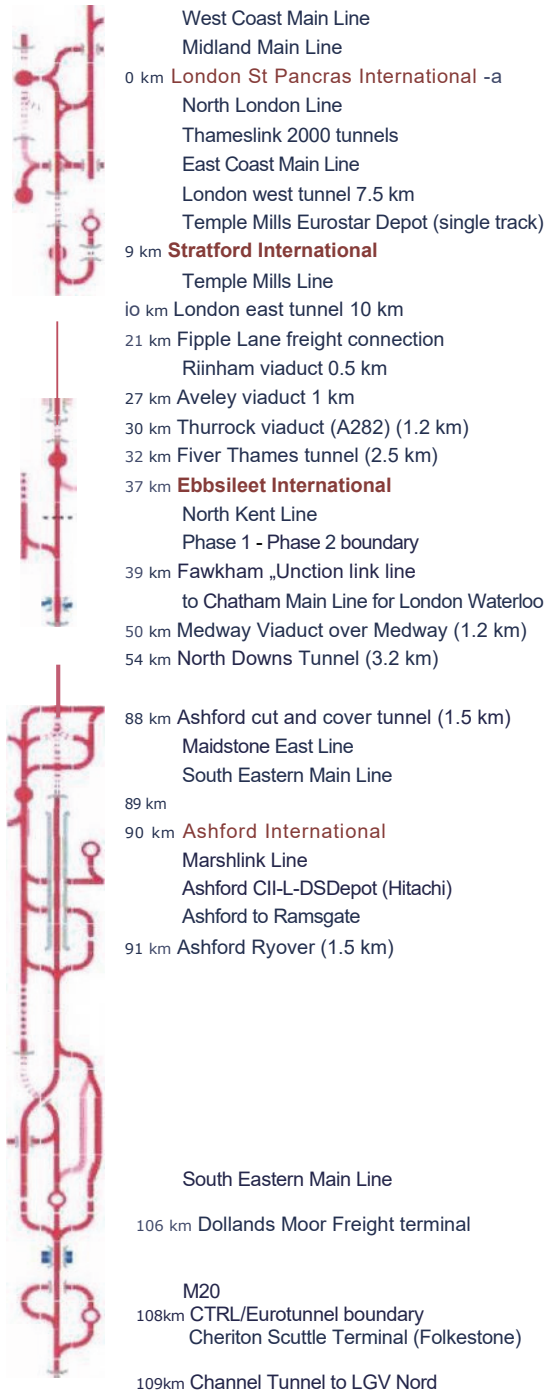 West Coast Main Line
Midland Main Line
0 km London St Pancras International -a
North London Line
Thameslink 2000 tunnels
East Coast Main Line
London west tunnel 7.5 km
Temple Mills Eurostar Depot (single track)
9 km Stratford International
Temple Mills Line
io km London east tunnel 10 km
21 km Fipple Lane freight connection
Riinham viaduct 0.5 km
27 km Aveley viaduct 1 km
30 km Thurrock viaduct (A282) (1.2 km)
32 km Fiver Thames tunnel (2.5 km)
37 km Ebbsileet International
North Kent Line
Phase 1 - Phase 2 boundary
39 km Fawkham „Unction link line
to Chatham Main Line for London Waterloo
50 km Medway Viaduct over Medway (1.2 km)
54 km North Downs Tunnel (3.2 km)
88 km Ashford cut and cover tunnel (1.5 km)
Maidstone East Line
South Eastern Main Line
89 km
90 km Ashford International
Marshlink Line
Ashford CII-L-DSDepot (Hitachi)
Ashford to Ramsgate
91 km Ashford Ryover (1.5 km)
South Eastern Main Line
106 km Dollands Moor Freight terminal
M20
108km CTRL/Eurotunnel boundary
Cheriton Scuttle Terminal (Folkestone)
109km Channel Tunnel to LGV Nord